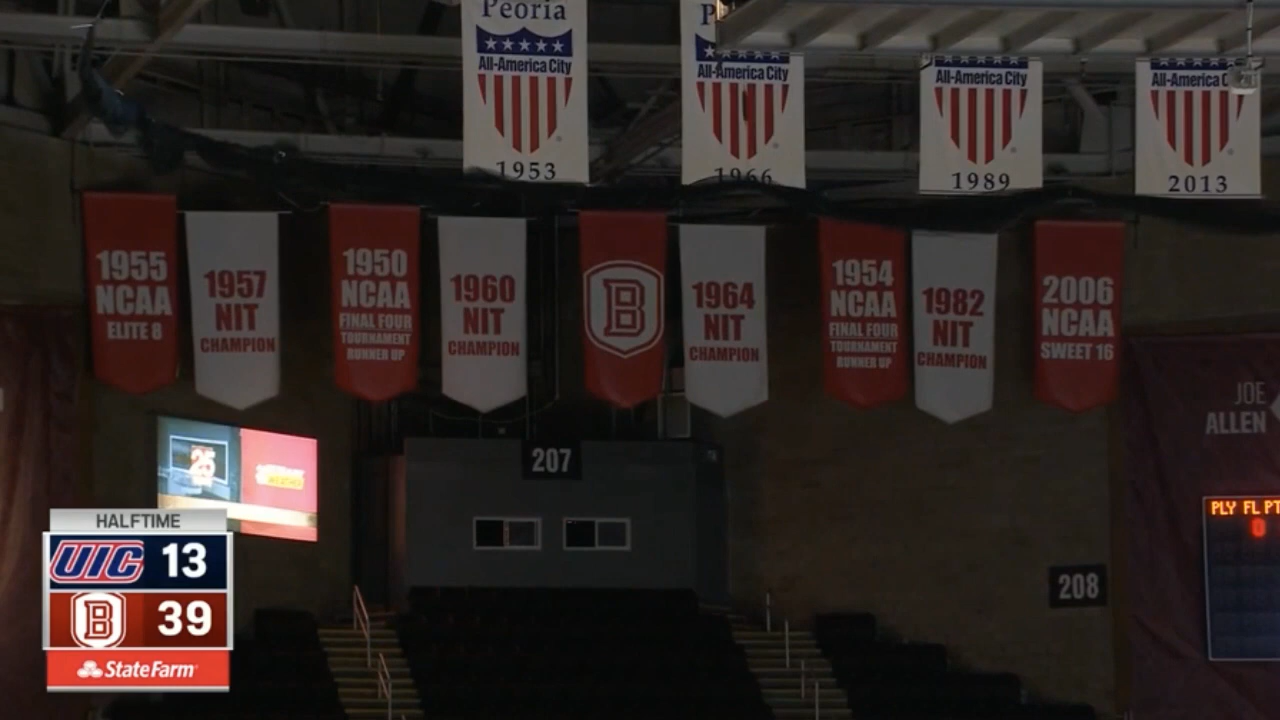 Peoria
All-America City
1953
P
All-America City
1966
All-America City
1989
All-America C
2013
1955
NCAA
ELITE 8
1957
NIT
CHAMPION
1950
NCAA
FINAL FOUR
TOURNAMENT
RUNNER UP
1960
NIT
CHAMPION
B
1964
NIT
CHAMPION
1954
NCAA
FINAL FOUR
TOURNAMENT
RUNNER UP
1982
NIT
CHAMPION
2006
NCAA
SWEET 16
JOE
ALLEN
25
207
208
PLY FL PT
0
HALFTIME
UIC 13
B 39
StateFarm